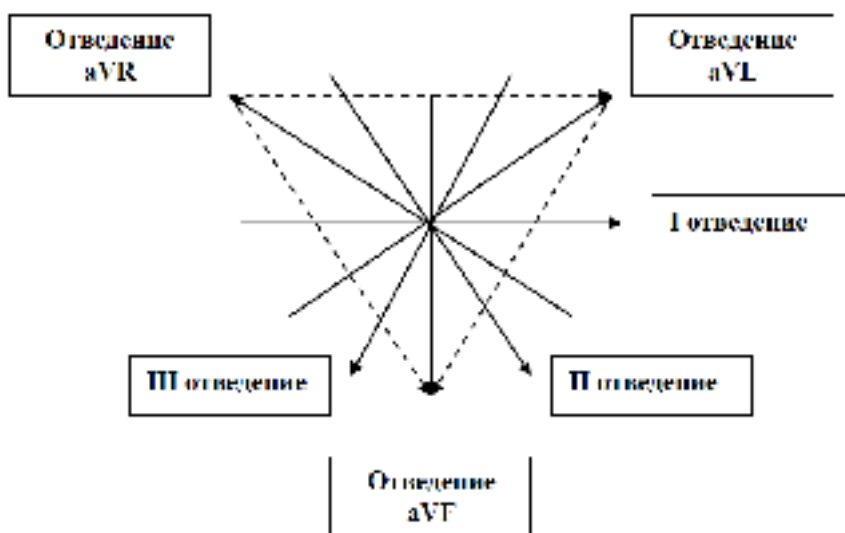 Отведение
aVR
Отведение
aVL
I отведение
III отведение
II отведение
Отведение
aVF